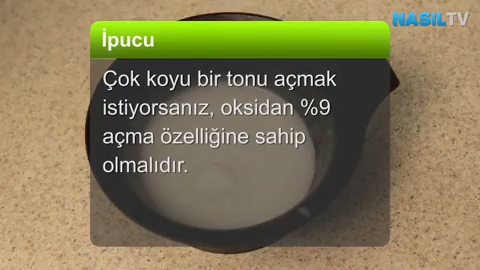 NASILTV
İpucu
Çok koyu bir tonu açmak
istiyorsanız, oksidan %9
açma özelliğine sahip
olmalıdır.